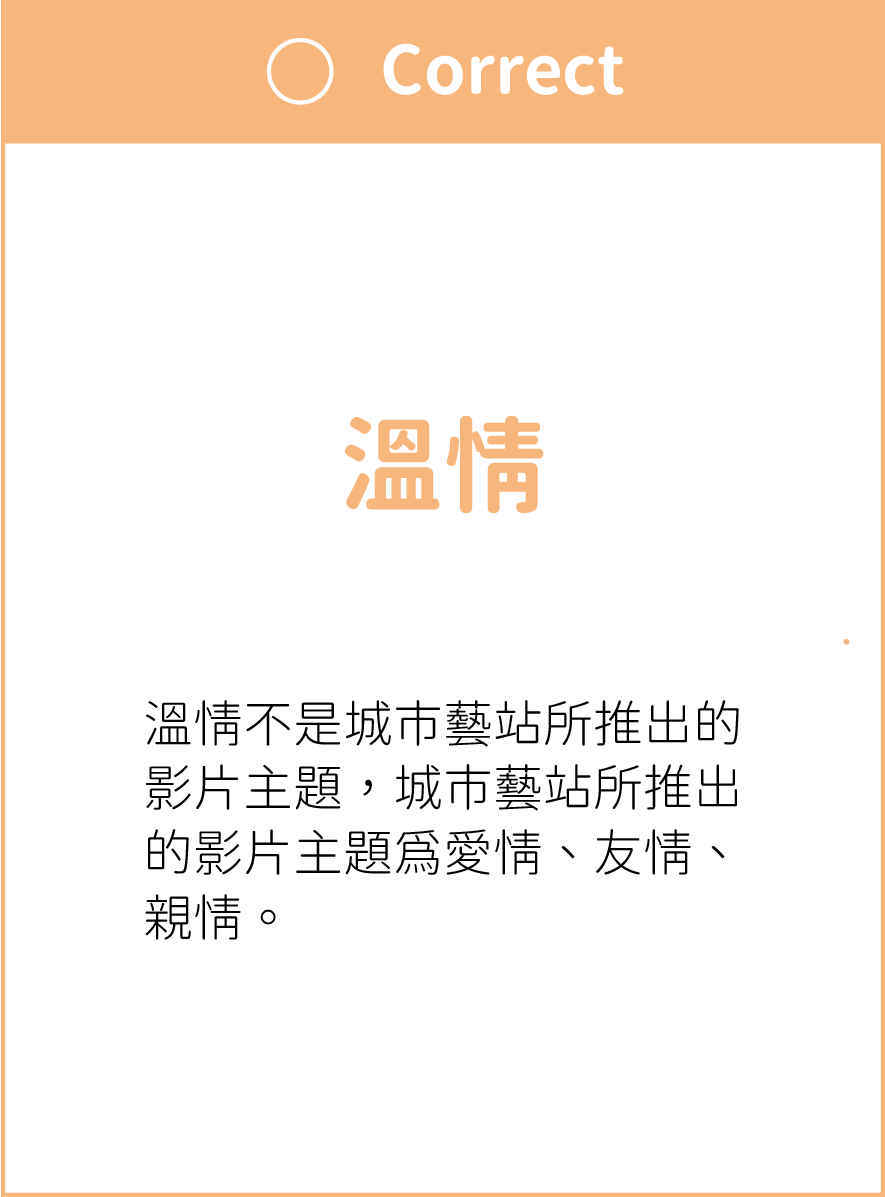 Correct
溫情
溫情不是城市藝站所推出的
影片主題，城市藝站所推出
的影片主題爲愛情、友情、
親情。